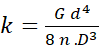 k = G d⁴ / 8 n .D³